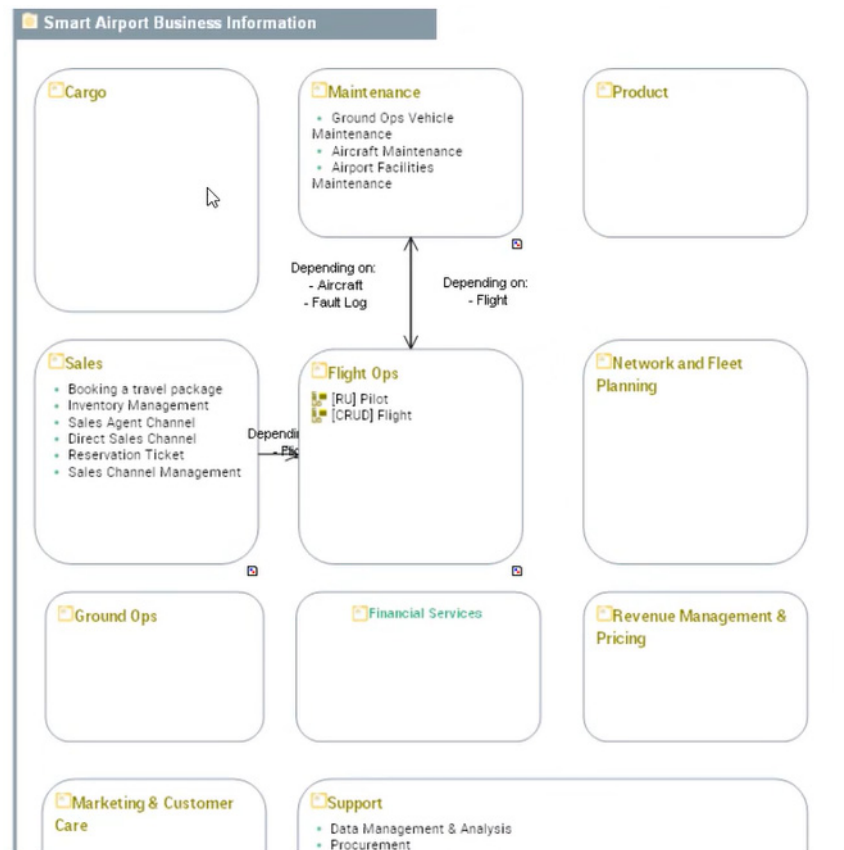 Smart Airport Business Information
Cargo
Maintenance
Ground Ops Vehicle
Maintenance
Aircraft Maintenance
Airport Facilities
Maintenance
Product
Depending on:
- Aircraft
- Fault Log
Depending on:
- Flight
Sales
Booking a travel package
Inventory Management
Sales Agent Channel
Direct Sales Channel
Reservation Ticket
Sales Channel Management
Flight Ops
[RU] Pilot
[CRUD] Flight
Network and Fleet
Planning
Ground Ops
Financial Services
Revenue Management &
Pricing
Marketing & Customer
Care
Support
Data Management & Analysis
Procurement